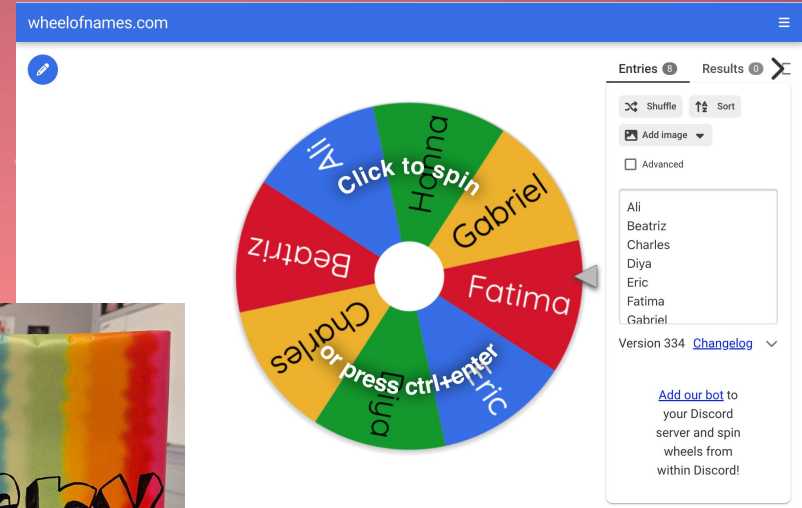 wheelofnames.com
Entries 8
Results 0
Shuffle
Sort
Add image
Advanced
Ali
Beatriz
Charles
Diya
Eric
Fatima
Gabriel
Version 334 Changelog
Add our bot to
your Discord
server and spin
wheels from
within Discord!
Click to spin
or press ctrl+enter
Ali
Hanna
Gabriel
Fatima
Eric
Diya
Charles
Beatriz